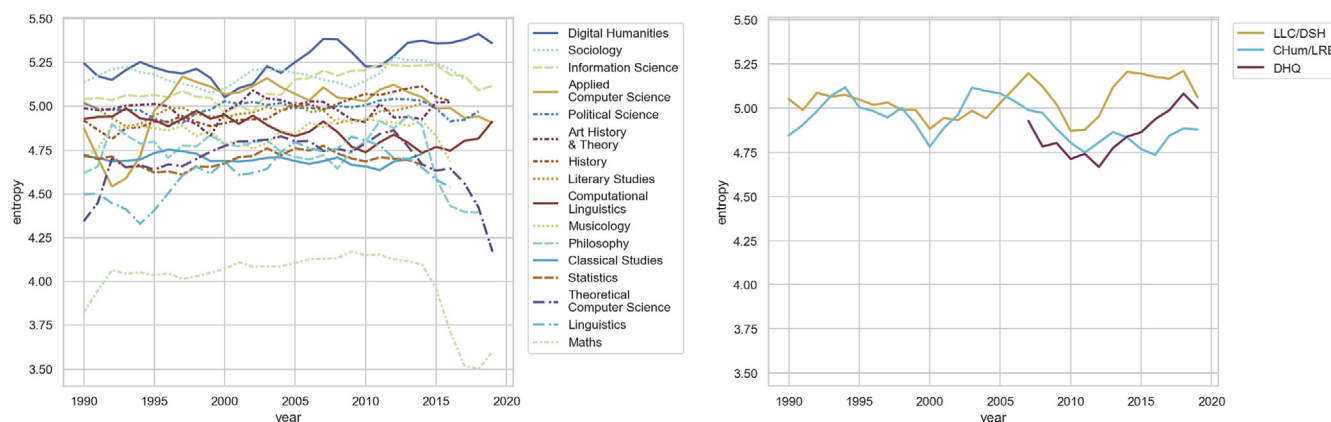 5.50
5.25
5.00
4.75
4.50
4.25
4.00
3.75
3.50
entropy
1990
1995
2000
2005
2010
2015
2020
year
Digital Humanities
Sociology
Information Science
Applied
Computer Science
Political Science
Art History
& Theory
History
Literary Studies
Computational
Linguistics
Musicology
Philosophy
Classical Studies
Statistics
Theoretical
Computer Science
Linguistics
Maths
5.50
5.25
5.00
4.75
4.50
4.25
4.00
3.75
3.50
entropy
1990
1995
2000
2005
2010
2015
2020
year
LLC/DSH
CHum/LRE
DHQ